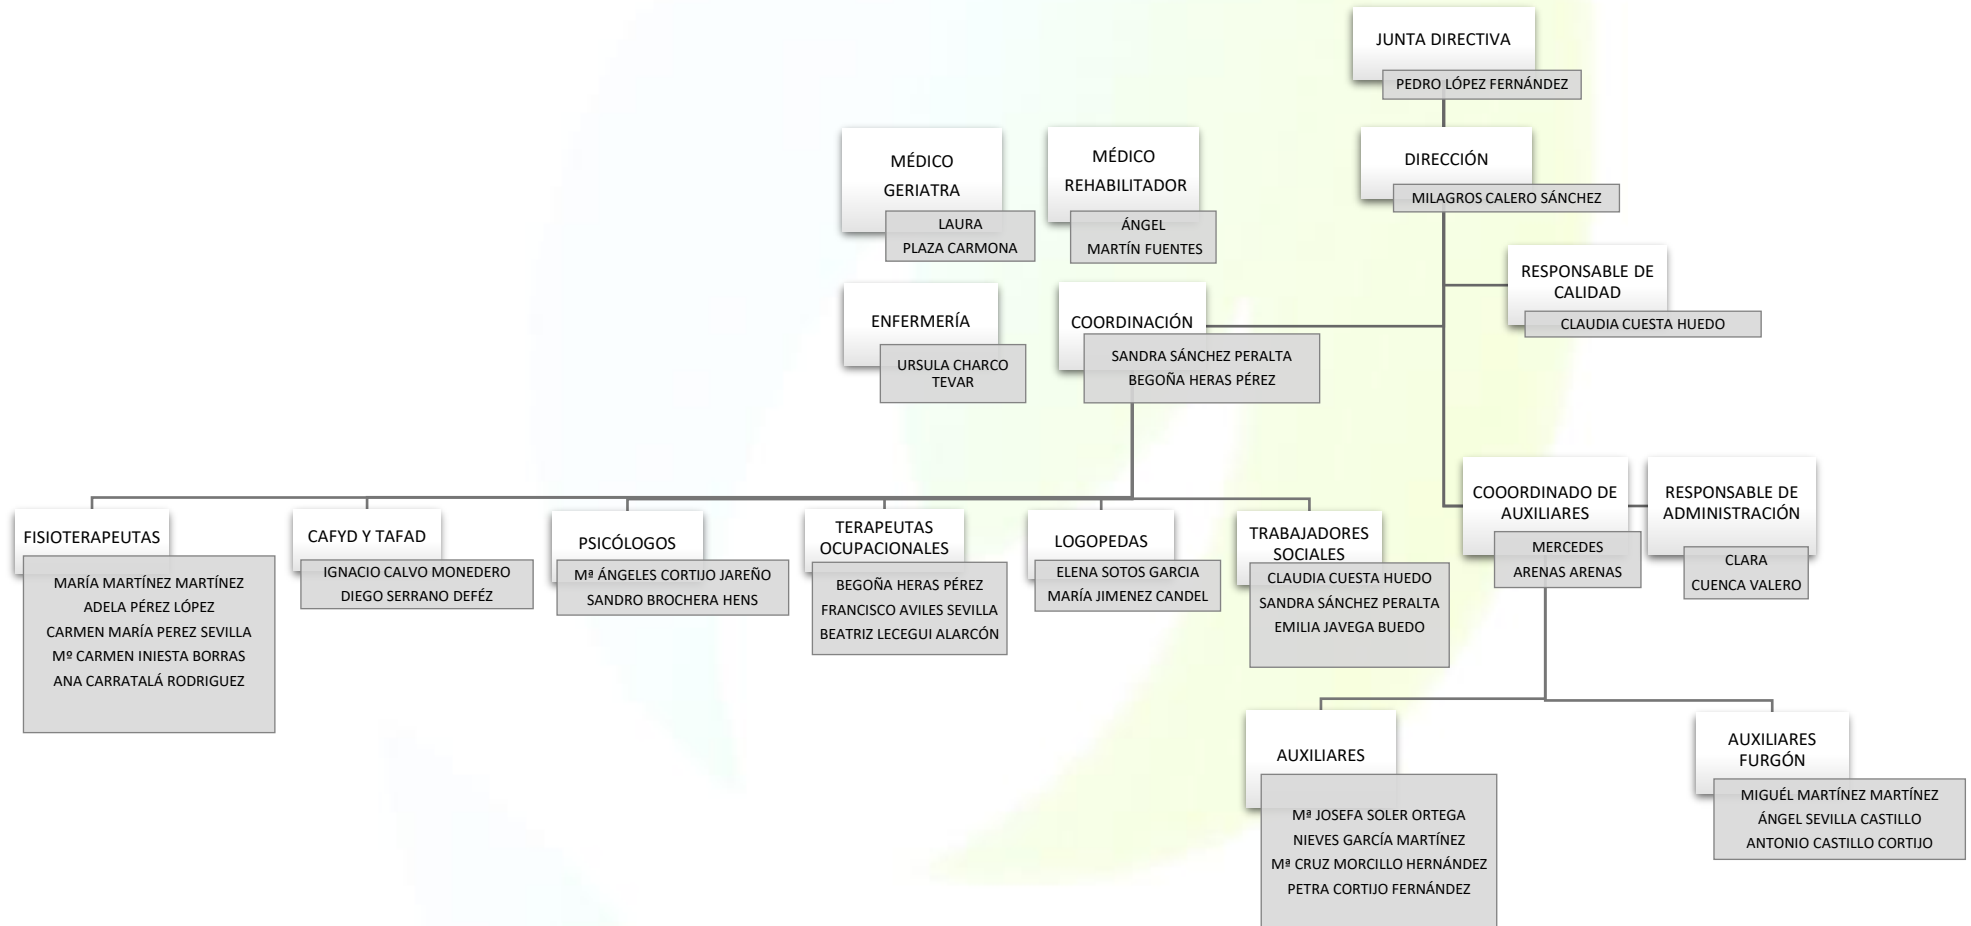 JUNTA DIRECTIVA
PEDRO LÓPEZ FERNÁNDEZ
MÉDICO
GERIATRA
LAURA
PLAZA CARMONA
MÉDICO
REHABILITADOR
ÁNGEL
MARTÍN FUENTES
DIRECCIÓN
MILAGROS CALERO SÁNCHEZ
RESPONSABLE DE
CALIDAD
CLAUDIA CUESTA HUEDO
ENFERMERÍA
URSULA CHARCO
TEVAR
COORDINACIÓN
SANDRA SÁNCHEZ PERALTA
BEGOÑA HERAS PÉREZ
COOORDINADO DE
AUXILIARES
MERCEDES
ARENAS ARENAS
RESPONSABLE DE
ADMINISTRACIÓN
CLARA
CUENCA VALERO
FISIOTERAPEUTAS
MARÍA MARTÍNEZ MARTÍNEZ
ADELA PÉREZ LÓPEZ
CARMEN MARÍA PEREZ SEVILLA
Mº CARMEN INIESTA BORRAS
ANA CARRATALÁ RODRIGUEZ
CAFYD Y TAFAD
IGNACIO CALVO MONEDERO
DIEGO SERRANO DEFÉZ
PSICÓLOGOS
Mª ÁNGELES CORTIJO JAREÑO
SANDRO BROCHERA HENS
TERAPEUTAS
OCUPACIONALES
BEGOÑA HERAS PÉREZ
FRANCISCO AVILES SEVILLA
BEATRIZ LECEGUI ALARCÓN
LOGOPEDAS
ELENA SOTOS GARCIA
MARÍA JIMENEZ CANDEL
TRABAJADORES
SOCIALES
CLAUDIA CUESTA HUEDO
SANDRA SÁNCHEZ PERALTA
EMILIA JAVEGA BUEDO
AUXILIARES
Mª JOSEFA SOLER ORTEGA
NIEVES GARCÍA MARTÍNEZ
Mª CRUZ MORCILLO HERNÁNDEZ
PETRA CORTIJO FERNÁNDEZ
AUXILIARES
FURGÓN
MIGUÉL MARTÍNEZ MARTÍNEZ
ÁNGEL SEVILLA CASTILLO
ANTONIO CASTILLO CORTIJO